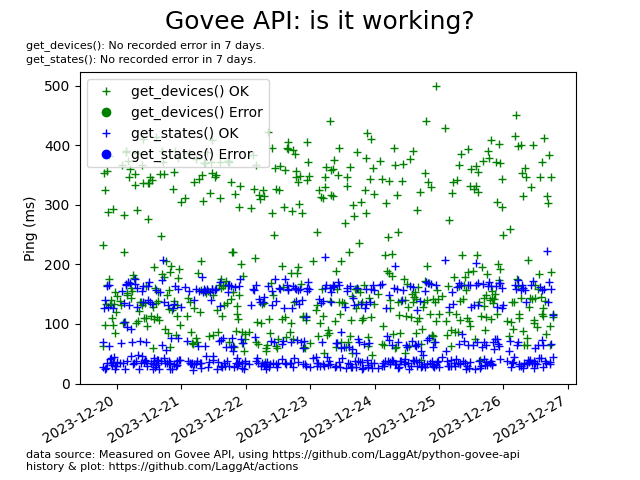 Govee API: is it working?
get_devices(): No recorded error in 7 days.
get_states(): No recorded error in 7 days.
get_devices() OK
get_devices() Error
get_states() OK
get_states() Error
500
400
300
200
100
0
Ping (ms)
2023-12-20
2023-12-21
2023-12-22
2023-12-23
2023-12-24
2023-12-25
2023-12-26
2023-12-27
data source: Measured on Govee API, using https://github.com/LaggAt/python-govee-api
history & plot: https://github.com/LaggAt/actions